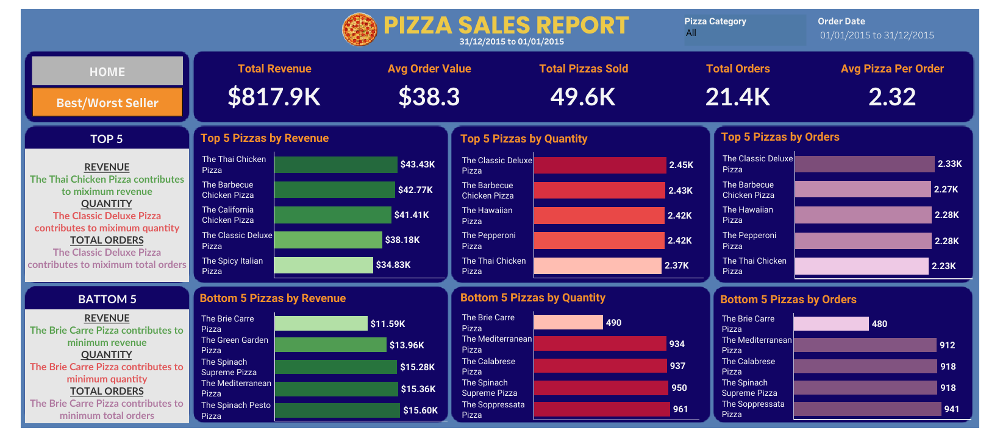 PIZZA SALES REPORT
31/12/2015 to 01/01/2015
Pizza Category
All
Order Date
01/01/2015 to 31/12/2015
HOME
Best/Worst Seller
Total Revenue
$817.9K
Avg Order Value
$38.3
Total Pizzas Sold
49.6K
Total Orders
21.4K
Avg Pizza Per Order
2.32
TOP 5
REVENUE
The Thai Chicken Pizza contributes
to miximum revenue
QUANTITY
The Classic Deluxe Pizza
contributes to miximum quantity
TOTAL ORDERS
The Classic Deluxe Pizza
contributes to miximum total orders
Top 5 Pizzas by Revenue
The Thai Chicken
Pizza
$43.43K
The Barbecue
Chicken Pizza
$42.77K
The California
Chicken Pizza
$41.41K
The Classic Deluxe
Pizza
$38.18K
The Spicy Italian
Pizza
$34.83K
Top 5 Pizzas by Quantity
The Classic Deluxe
Pizza
2.45K
The Barbecue
Chicken Pizza
2.43K
The Hawaiian
Pizza
2.42K
The Pepperoni
Pizza
2.42K
The Thai Chicken
Pizza
2.37K
Top 5 Pizzas by Orders
The Classic Deluxe
Pizza
2.33K
The Barbecue
Chicken Pizza
2.27K
The Hawaiian
Pizza
2.28K
The Pepperoni
Pizza
2.28K
The Thai Chicken
Pizza
2.23K
BATTOM 5
REVENUE
The Brie Carre Pizza contributes to
minimum revenue
QUANTITY
The Brie Carre Pizza contributes to
minimum quantity
TOTAL ORDERS
The Brie Carre Pizza contributes to
minimum total orders
Bottom 5 Pizzas by Revenue
The Brie Carre
Pizza
$11.59K
The Green Garden
Pizza
$13.96K
The Spinach
Supreme Pizza
$15.28K
The Mediterranean
Pizza
$15.36K
The Spinach Pesto
Pizza
$15.60K
Bottom 5 Pizzas by Quantity
The Brie Carre
Pizza
490
The Mediterranean
Pizza
934
The Calabrese
Pizza
937
The Spinach
Supreme Pizza
950
The Soppressata
Pizza
961
Bottom 5 Pizzas by Orders
The Brie Carre
Pizza
480
The Mediterranean
Pizza
912
The Calabrese
Pizza
918
The Spinach
Supreme Pizza
918
The Soppressata
Pizza
941